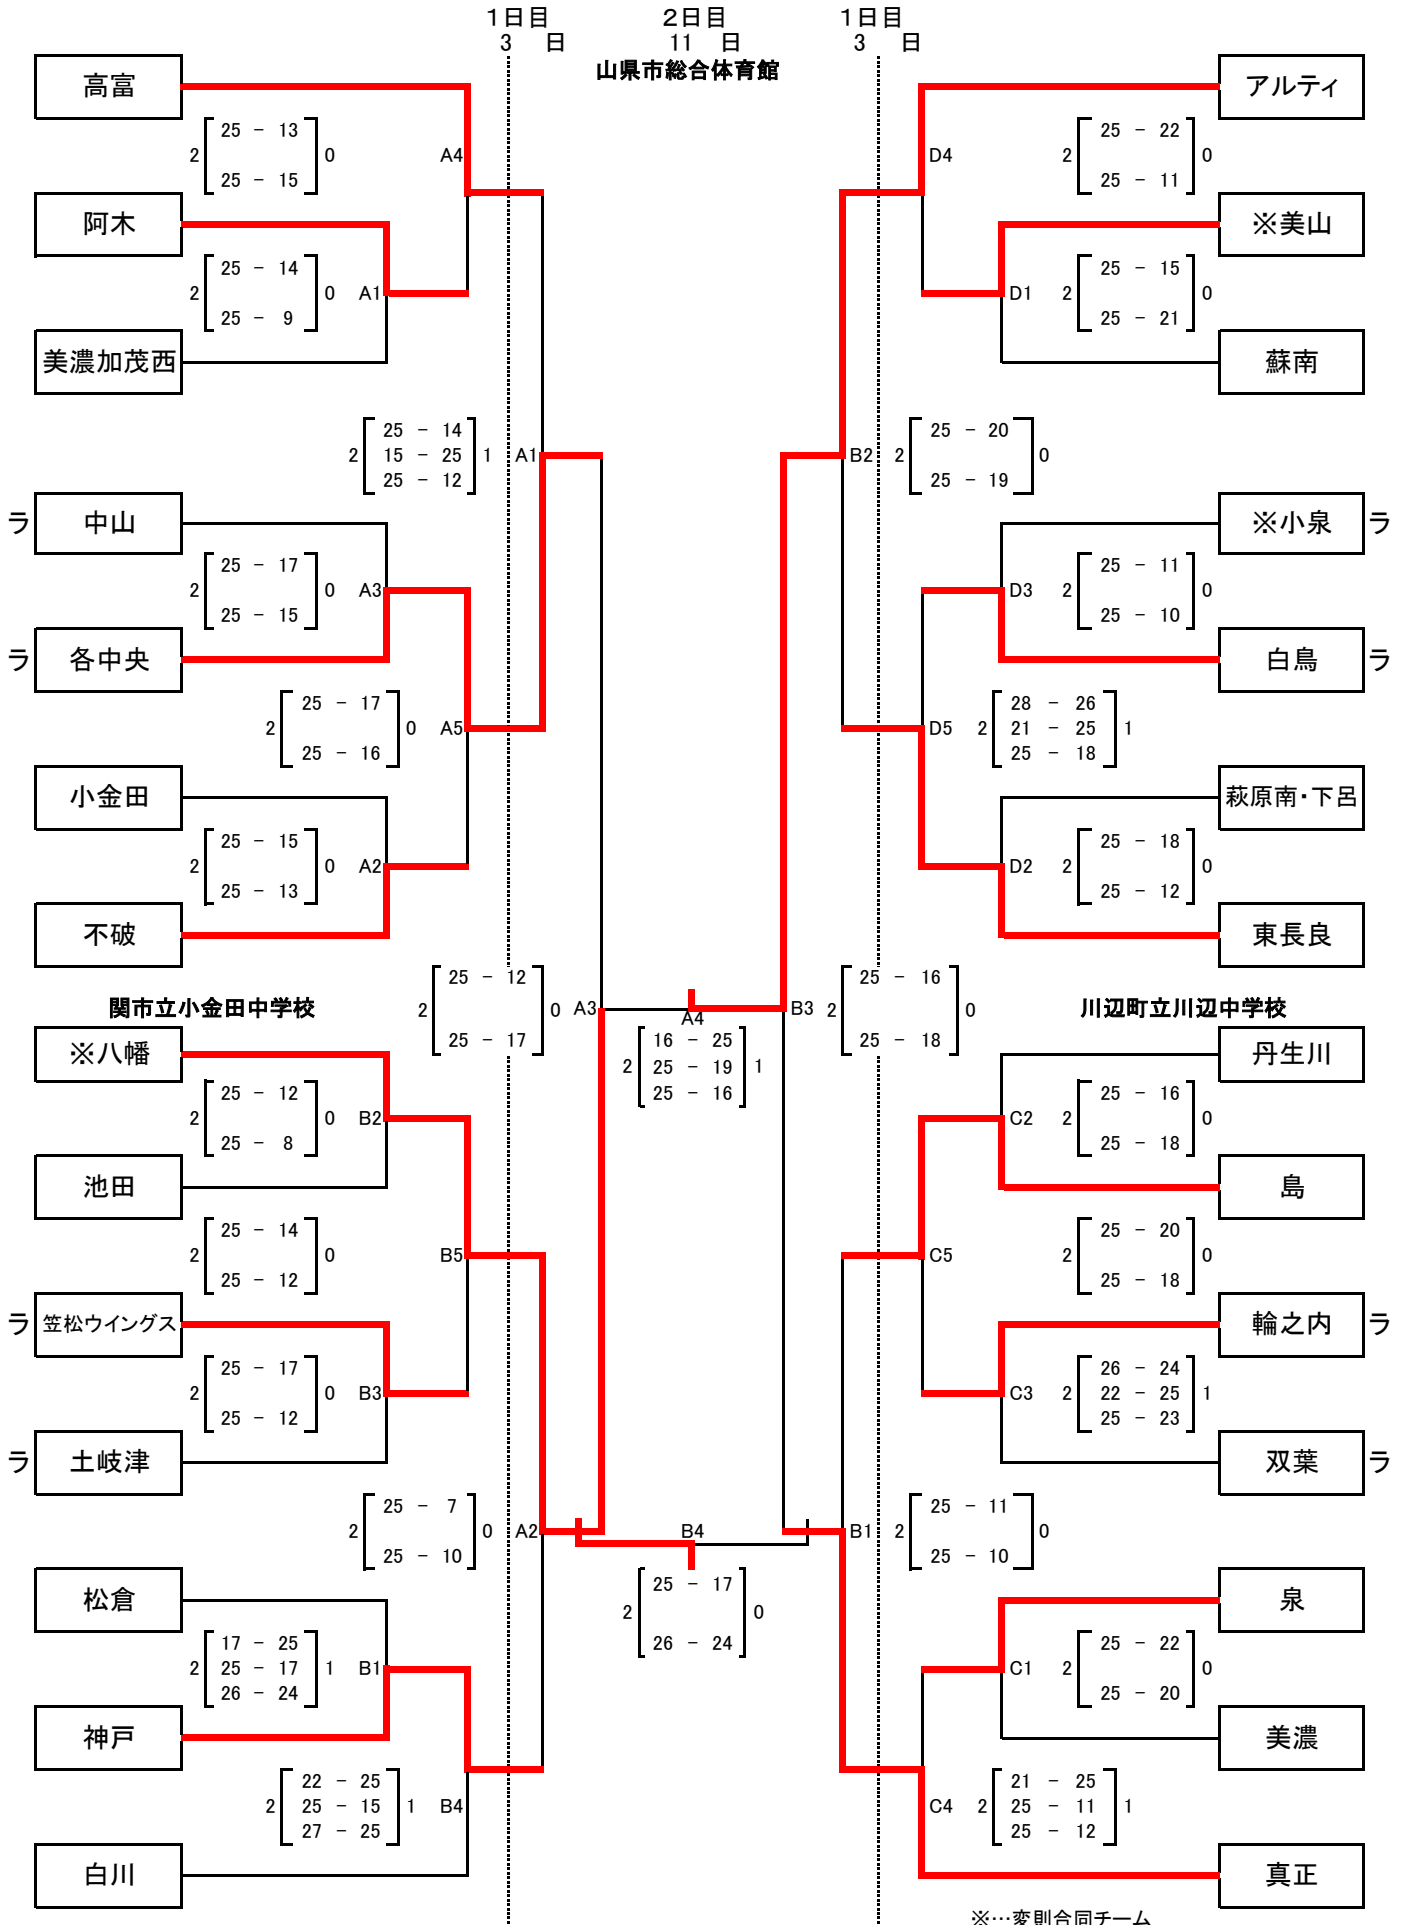 1日目 2日目 1日目
3 日 11 日 3 日
山県市総合体育館
高富 アルティ
25 - 13 25 - 22
2 0 A4 D4 2 0
25 - 15 25 - 11
阿木 ※美山
25 - 14 25 - 15
2 0 A1 D1 2 0
25 - 9 25 - 21
美濃加茂西 蘇南
25 - 14 25 - 20
2 15 - 25 1 A1 B2 2 0
25 - 12 25 - 19
ラ 中山 ※小泉 ラ
25 - 17 25 - 11
2 0 A3 D3 2 0
25 - 15 25 - 10
ラ 各中央 白鳥 ラ
25 - 17 28 - 26
2 0 A5 D5 2 21 - 25 1
25 - 16 25 - 18
小金田 萩原南・下呂
25 - 15 25 - 18
2 0 A2 D2 2 0
25 - 13 25 - 12
不破 東長良
25 - 12 25 - 16
関市立小金田中学校 2 0 A3 B3 2 0 川辺町立川辺中学校
A4
25 - 17 16 - 25 25 - 18
※八幡 丹生川
2 25 - 19 1
25 - 16
25 - 12 25 - 16
2 0 B2 C2 2 0
25 - 8 25 - 18
池田 島
25 - 14 25 - 20
2 0 B5 C5 2 0
25 - 12 25 - 18
ラ 笠松ウイングス 輪之内 ラ
25 - 17 26 - 24
2 0 B3 C3 2 22 - 25 1
25 - 12 25 - 23
ラ 土岐津 双葉 ラ
25 - 7 25 - 11
2 0 A2 B4 B1 2 0
25 - 10 25 - 10
25 - 17
2 0
26 - 24
松倉 泉
17 - 25 25 - 22
2 25 - 17 1 B1 C1 2 0
26 - 24 25 - 20
神戸 美濃
22 - 25 21 - 25
2 25 - 15 1 B4 C4 2 25 - 11 1
27 - 25 25 - 12
白川 真正
※…変則合同チーム